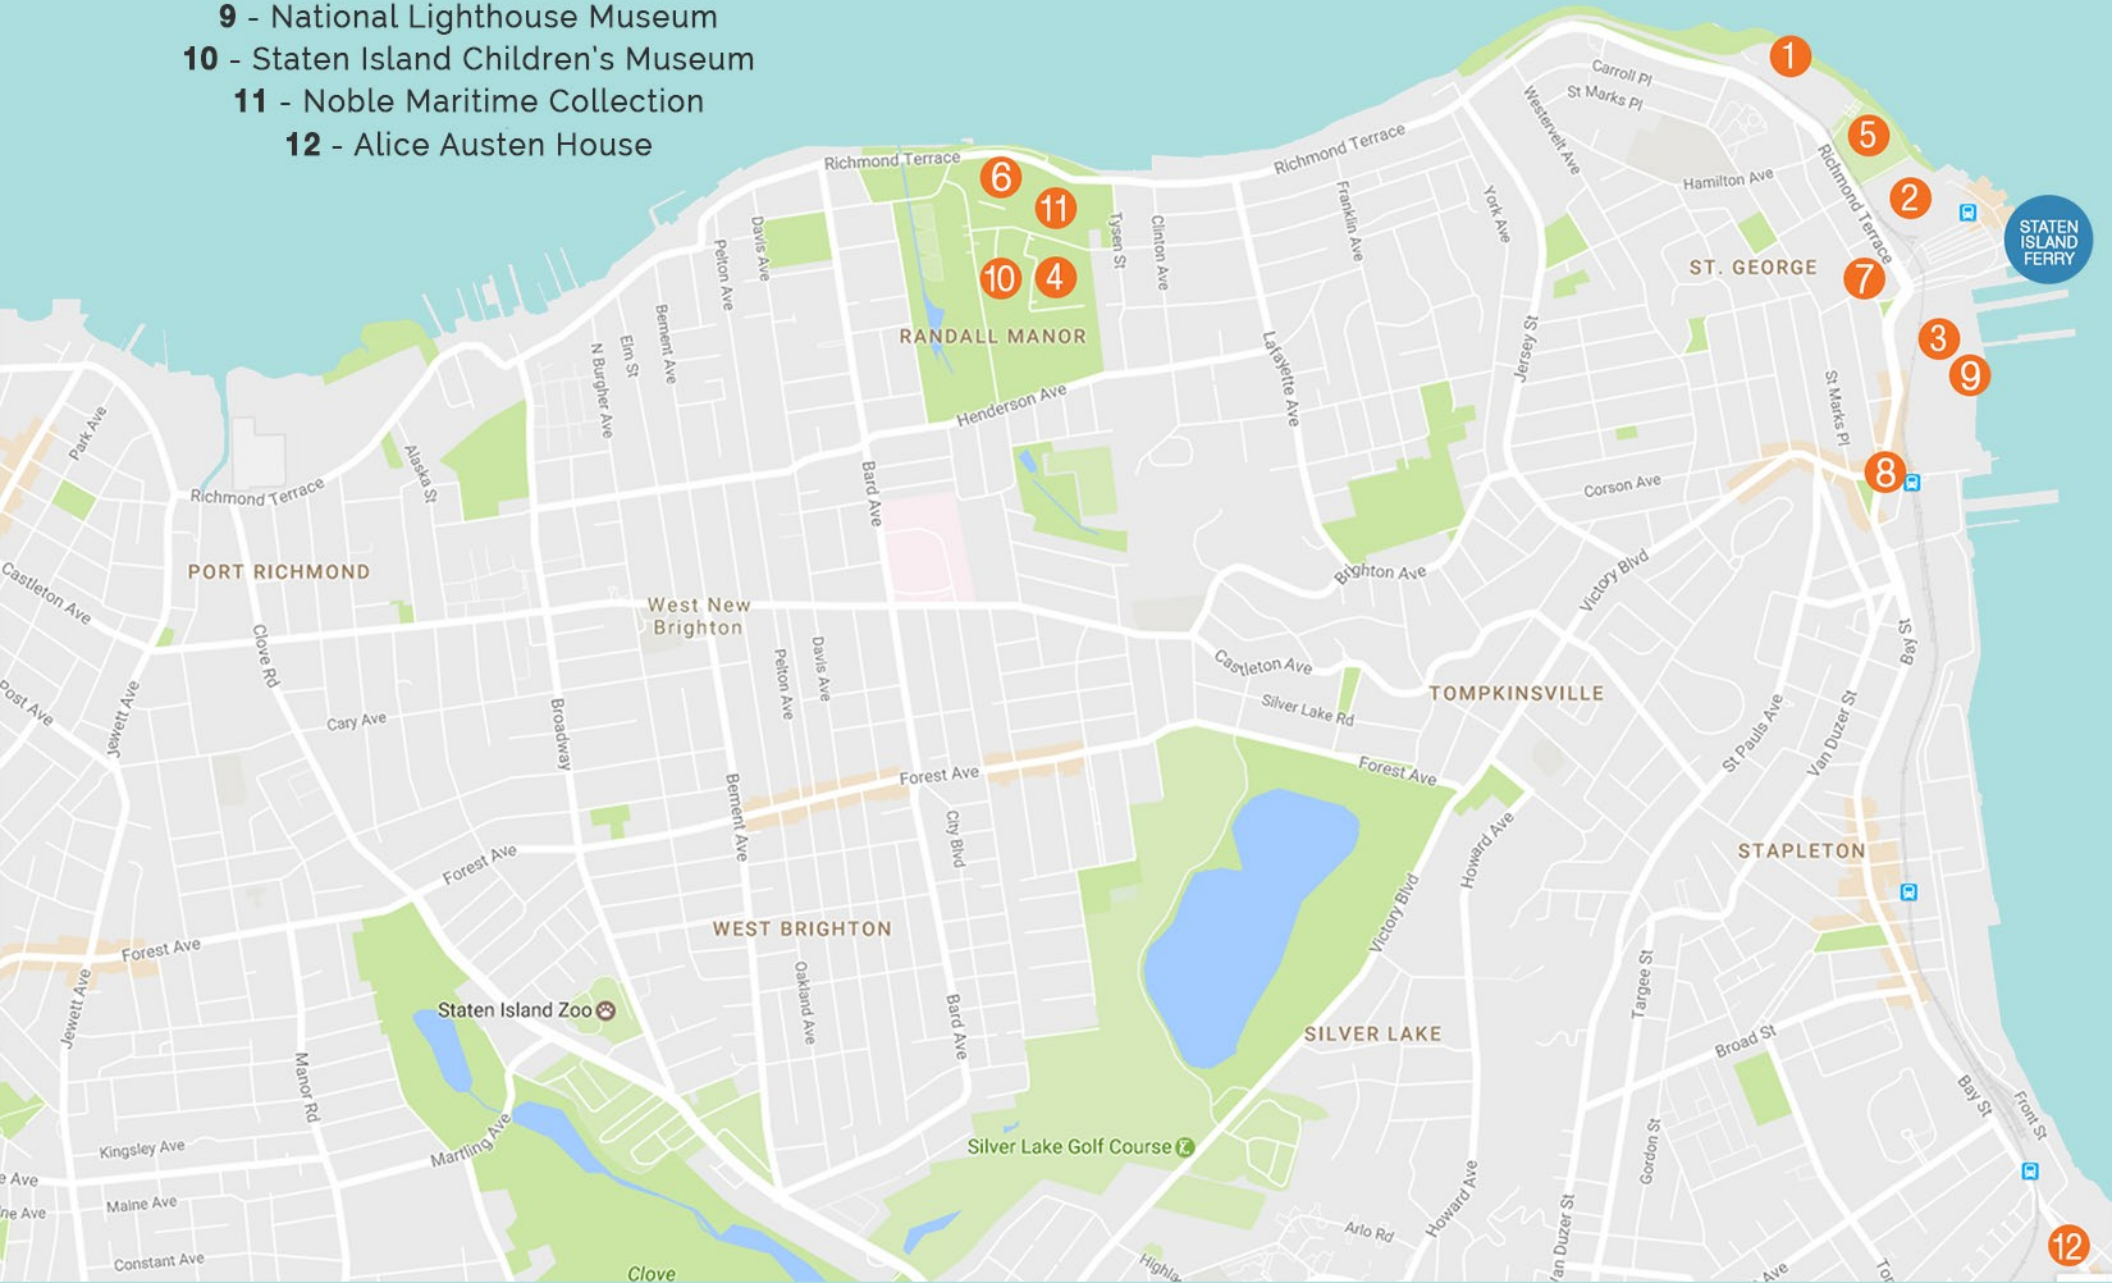 9 - National Lighthouse Museum
10 - Staten Island Children's Museum
11 - Noble Maritime Collection
12 - Alice Austen House
1
Carroll Pl
St Marks Pl
Westervelt Ave
5
Richmond Terrace
Richmond Terrace
6
11
Hamilton Ave
2
Richmond Terrace
STATEN
ISLAND
FERRY
Davis Ave
Pelton Ave
Tysen St
Clinton Ave
Franklin Ave
York Ave
10
4
ST. GEORGE
7
RANDALL MANOR
Bement Ave
Elm St
N Burgher Ave
Lafayette Ave
Jersey St
3
9
Henderson Ave
St Marks Pl
Park Ave
Alaska St
Richmond Terrace
Bard Ave
Corson Ave
8
PORT RICHMOND
Castleton Ave
West New
Brighton
Brighton Ave
Victory Blvd
Bay St
Clove Rd
Pelton Ave
Davis Ave
Castleton Ave
Silver Lake Rd
TOMPKINSVILLE
Post Ave
Jewett Ave
Cary Ave
Broadway
St Pauls Ave
Van Duzer St
Forest Ave
Forest Ave
Bement Ave
City Blvd
Howard Ave
STAPLETON
Forest Ave
Victory Blvd
WEST BRIGHTON
Forest Ave
Jewett Ave
Oakland Ave
Bard Ave
Targee St
Staten Island Zoo
SILVER LAKE
Broad St
Manor Rd
Bay St
Front St
Kingsley Ave
Martling Ave
Silver Lake Golf Course
Gordon St
e Ave
Maine Ave
ne Ave
Howard Ave
Arlo Rd
an Duzer St
12
Constant Ave
Clove
Highla
Ave
Tor